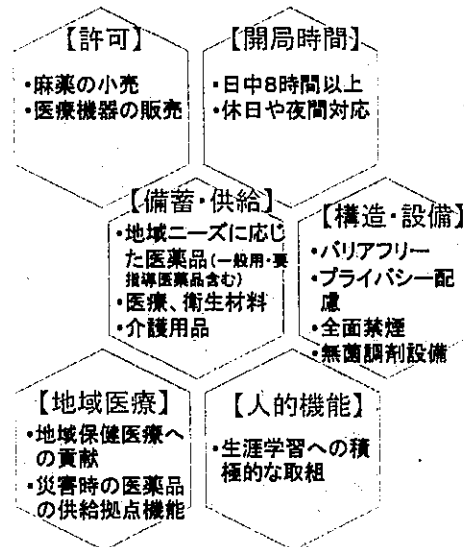 【許可】
・麻薬の小売
・医療機器の販売
【開局時間】
・日中8時間以上
・休日や夜間対応
【備蓄・供給】
・地域ニーズに応じ
た医薬品(一般用・要
指導医薬品含む)
・医療、衛生材料
・介護用品
【構造・設備】
・バリアフリー
・プライバシー配
慮
・全面禁煙
・無菌調剤設備
【地域医療】
・地域保健医療へ
の貢献
・災害時の医薬品
の供給拠点機能
【人的機能】
・生涯学習への積
極的な取組